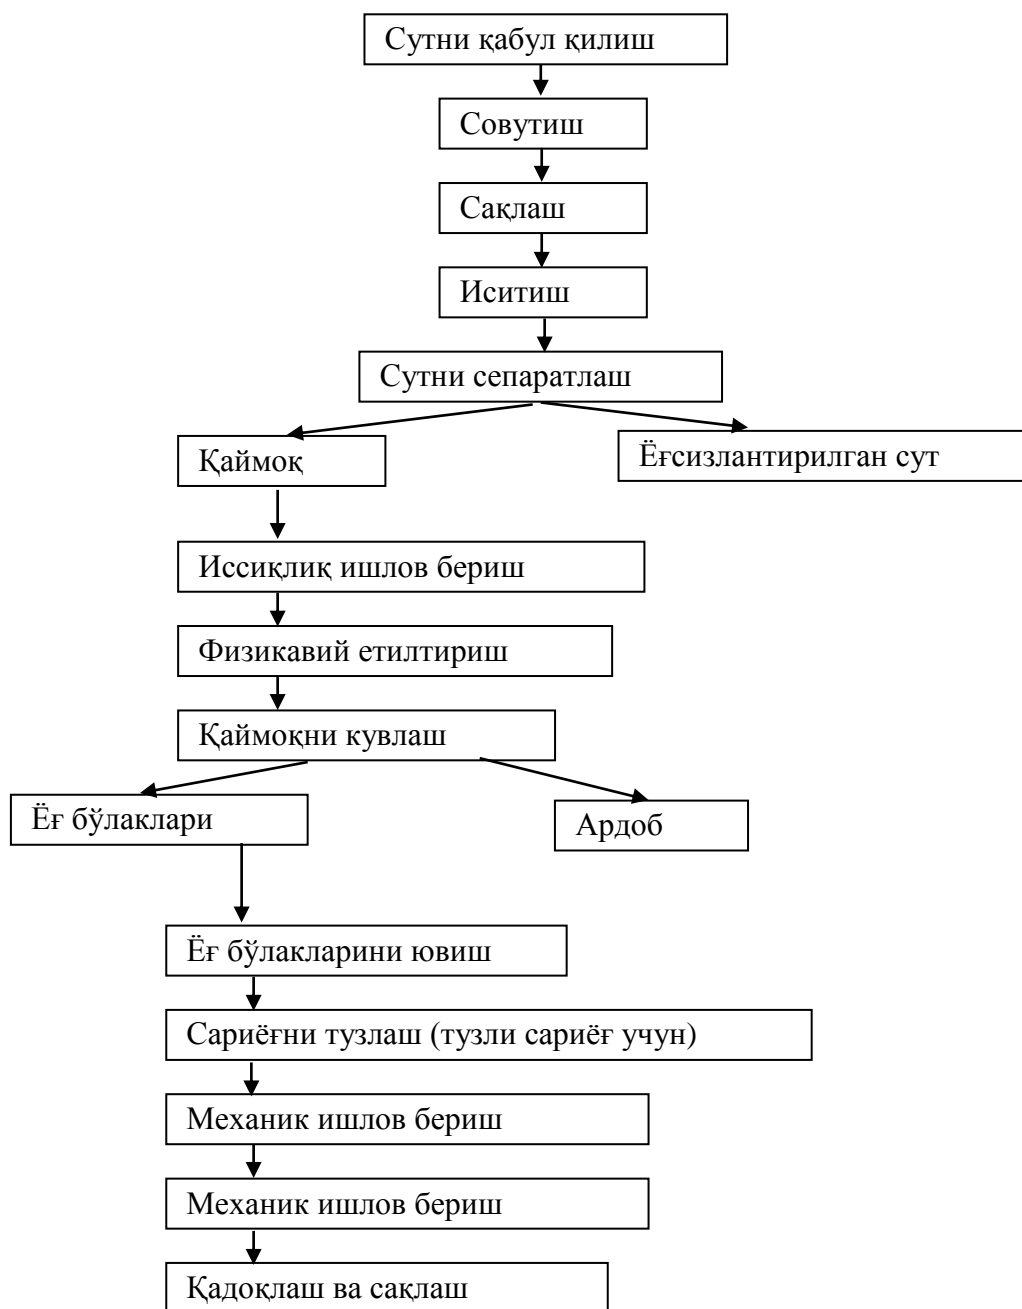 Сутни қабул қилиш
Совутиш
Сақлаш
Иситиш
Сутни сепаратлаш
Қаймоқ
Ёғсизлантирилган сут
Иссиқлиқ ишлов бериш
Физикавий етилтириш
Қаймоқни кувлаш
Ёғ бўлаклари
Ардоб
Ёғ бўлакларини ювиш
Сариёғни тузлаш (тузли сариёғ учун)
Механик ишлов бериш
Механик ишлов бериш
Қадоқлаш ва сақлаш